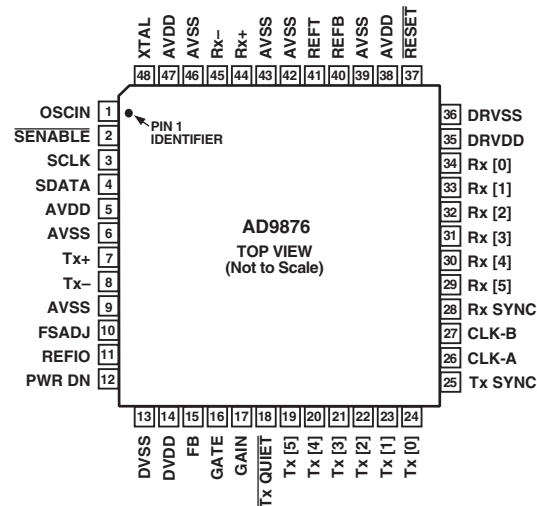 XTAL
AVDD
AVSS
Rx–
Rx+
AVSS
AVSS
REFT
REFB
AVSS
AVDD
RESET
48 47 46 45 44 43 42 41 40 39 38 37
OSCIN 1
SENABLE 2
SCLK 3
SDATA 4
AVDD 5
AVSS 6
Tx+ 7
Tx– 8
AVSS 9
FSADJ 10
REFIO 11
PWR DN 12
PIN 1
IDENTIFIER
AD9876
TOP VIEW
(Not to Scale)
36 DRVSS
35 DRVDD
34 Rx [0]
33 Rx [1]
32 Rx [2]
31 Rx [3]
30 Rx [4]
29 Rx [5]
28 Rx SYNC
27 CLK-B
26 CLK-A
25 Tx SYNC
13 14 15 16 17 18 19 20 21 22 23 24
DVSS
DVDD
FB
GATE
GAIN
Tx QUIET
Tx [5]
Tx [4]
Tx [3]
Tx [2]
Tx [1]
Tx [0]